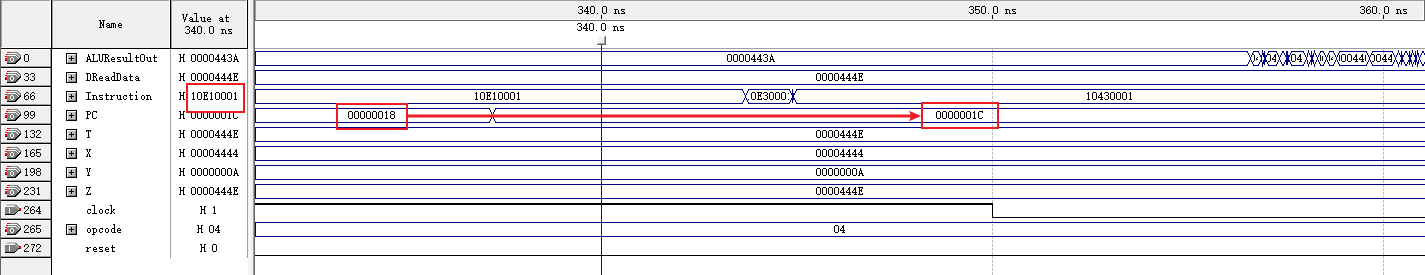 340.0 ns 350.0 ns 360.0 ns
Name Value at 340.0 ns 340.0 ns
0 ALUResultOut H 0000443A 0000443A 04 04 00440 0044
33 DReadData H 0000444E 0000444E
66 Instruction H 10E10001 10E10001 0E3000 10430001
99 PC H 0000001C 00000018 0000001C
132 T H 0000444E 0000444E
165 X H 00004444 00004444
198 Y H 0000000A 0000000A
231 Z H 0000444E 0000444E
264 clock H 1
265 opcode H 04 04
272 reset H 0